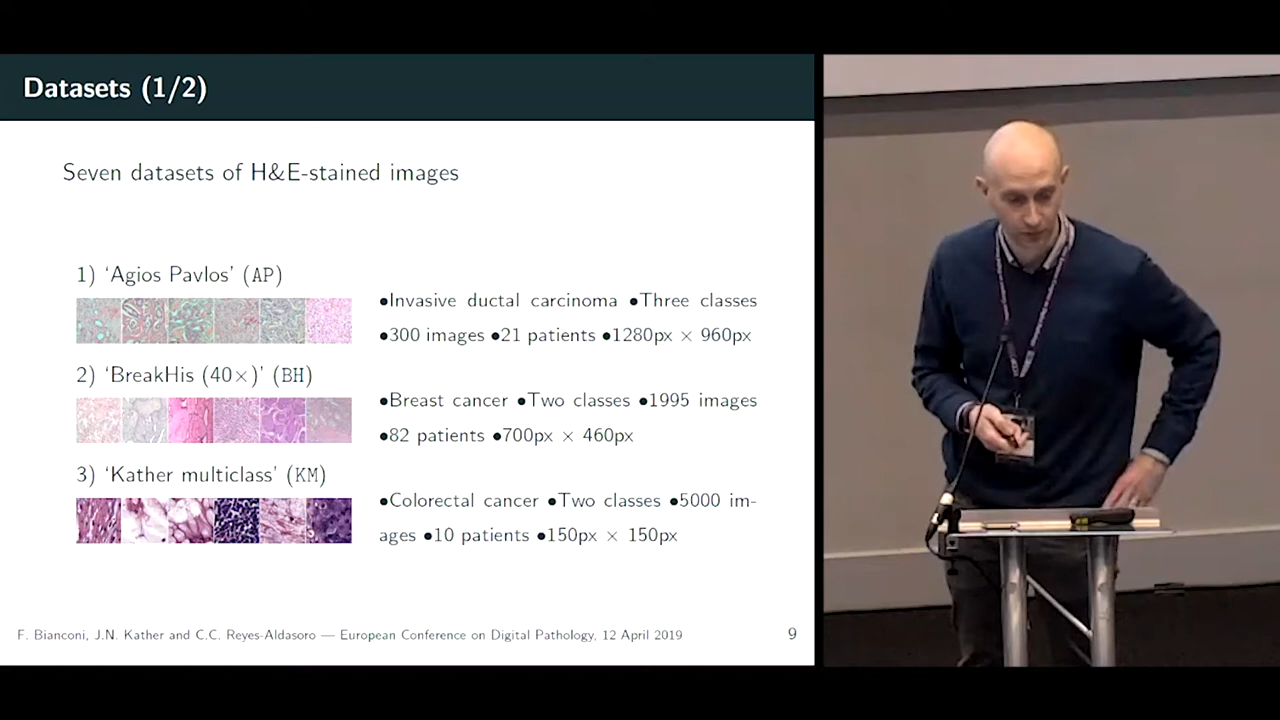 Datasets (1/2)
Seven datasets of H&E-stained images
1) ‘Agios Pavlos’ (AP)
●Invasive ductal carcinoma ●Three classes
●300 images ●21 patients ●1280px × 960px
2) ‘BreakHis (40×)’ (BH)
●Breast cancer ●Two classes ●1995 images
●82 patients ●700px × 460px
3) ‘Kather multiclass’ (KM)
●Colorectal cancer ●Two classes ●5000 im-
ages ●10 patients ●150px × 150px
F. Bianconi, J.N. Kather and C.C. Reyes-Aldasoro — European Conference on Digital Pathology, 12 April 2019
9